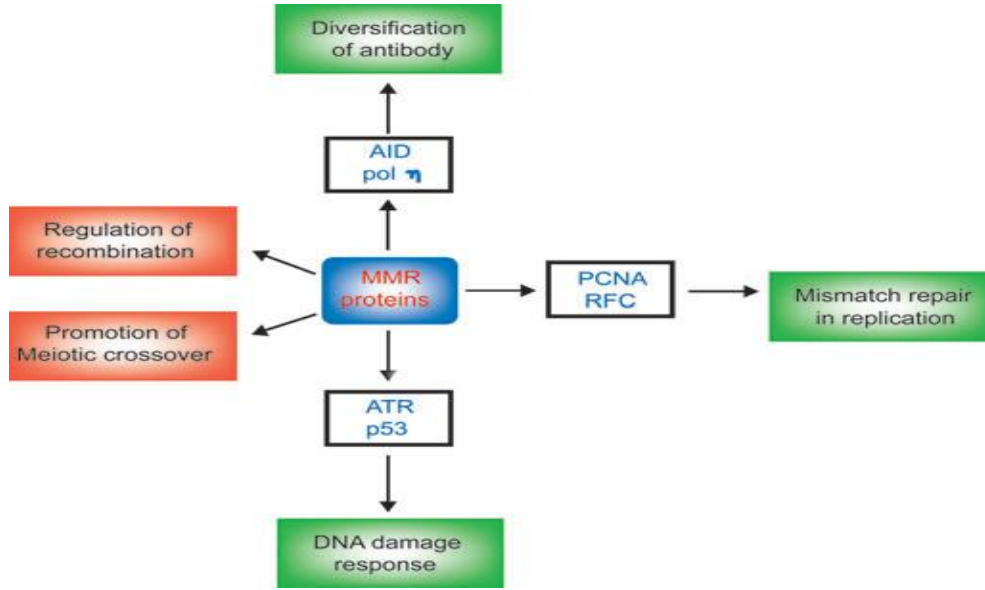 Diversification
of antibody
AID
pol η
Regulation of
recombination
MMR
proteins
PCNA
RFC
Mismatch repair
in replication
Promotion of
Meiotic crossover
ATR
p53
DNA damage
response